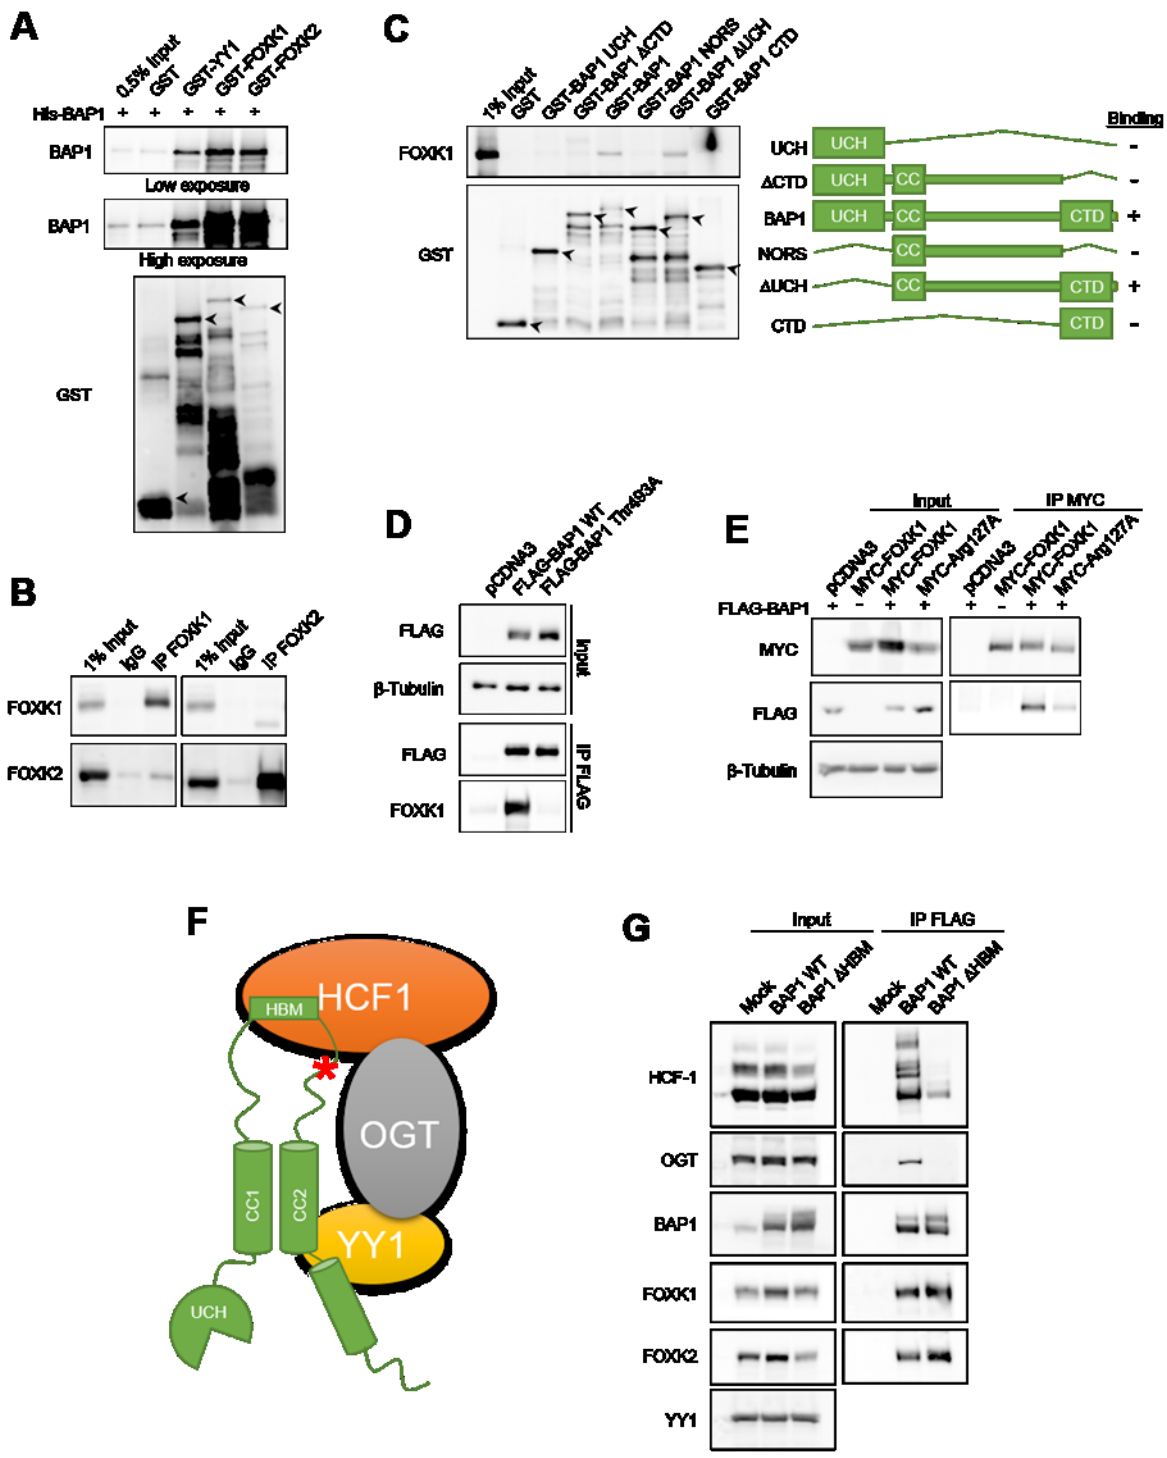 A
0.5% Input
GST
GST-YY1
GST-FOXK1
GST-FOXK2
His-BAP1 + + + + +
BAP1
Low exposure
BAP1
High exposure
GST
B
1% Input
IgG
IP FOXK1
1% Input
IgG
IP FOXK2
FOXK1
FOXK2
C
1% Input
GST
GST-BAP1 UCH
GST-BAP1 ΔCTD
GST-BAP1
GST-BAP1 NORS
GST-BAP1 ΔUCH
GST-BAP1 CTD
FOXK1
GST
Binding
UCH UCH -
ΔCTD UCH CC -
BAP1 UCH CC CTD +
NORS CC -
ΔUCH CC CTD +
CTD CTD -
D
pCDNA3
FLAG-BAP1 WT
FLAG-BAP1 Thr493A
FLAG
β-Tubulin
Input
FLAG
FOXK1
IP FLAG
E
Input
IP MYC
pCDNA3
MYC-FOXK1
MYC-FOXK1
MYC-Arg127A
pCDNA3
MYC-FOXK1
MYC-FOXK1
MYC-Arg127A
FLAG-BAP1 + - + + + - + +
MYC
FLAG
β-Tubulin
F
HCF1
HBM
*
OGT
CC1
CC2
YY1
UCH
G
Input
IP FLAG
Mock
BAP1 WT
BAP1 ΔHBM
Mock
BAP1 WT
BAP1 ΔHBM
HCF-1
OGT
BAP1
FOXK1
FOXK2
YY1